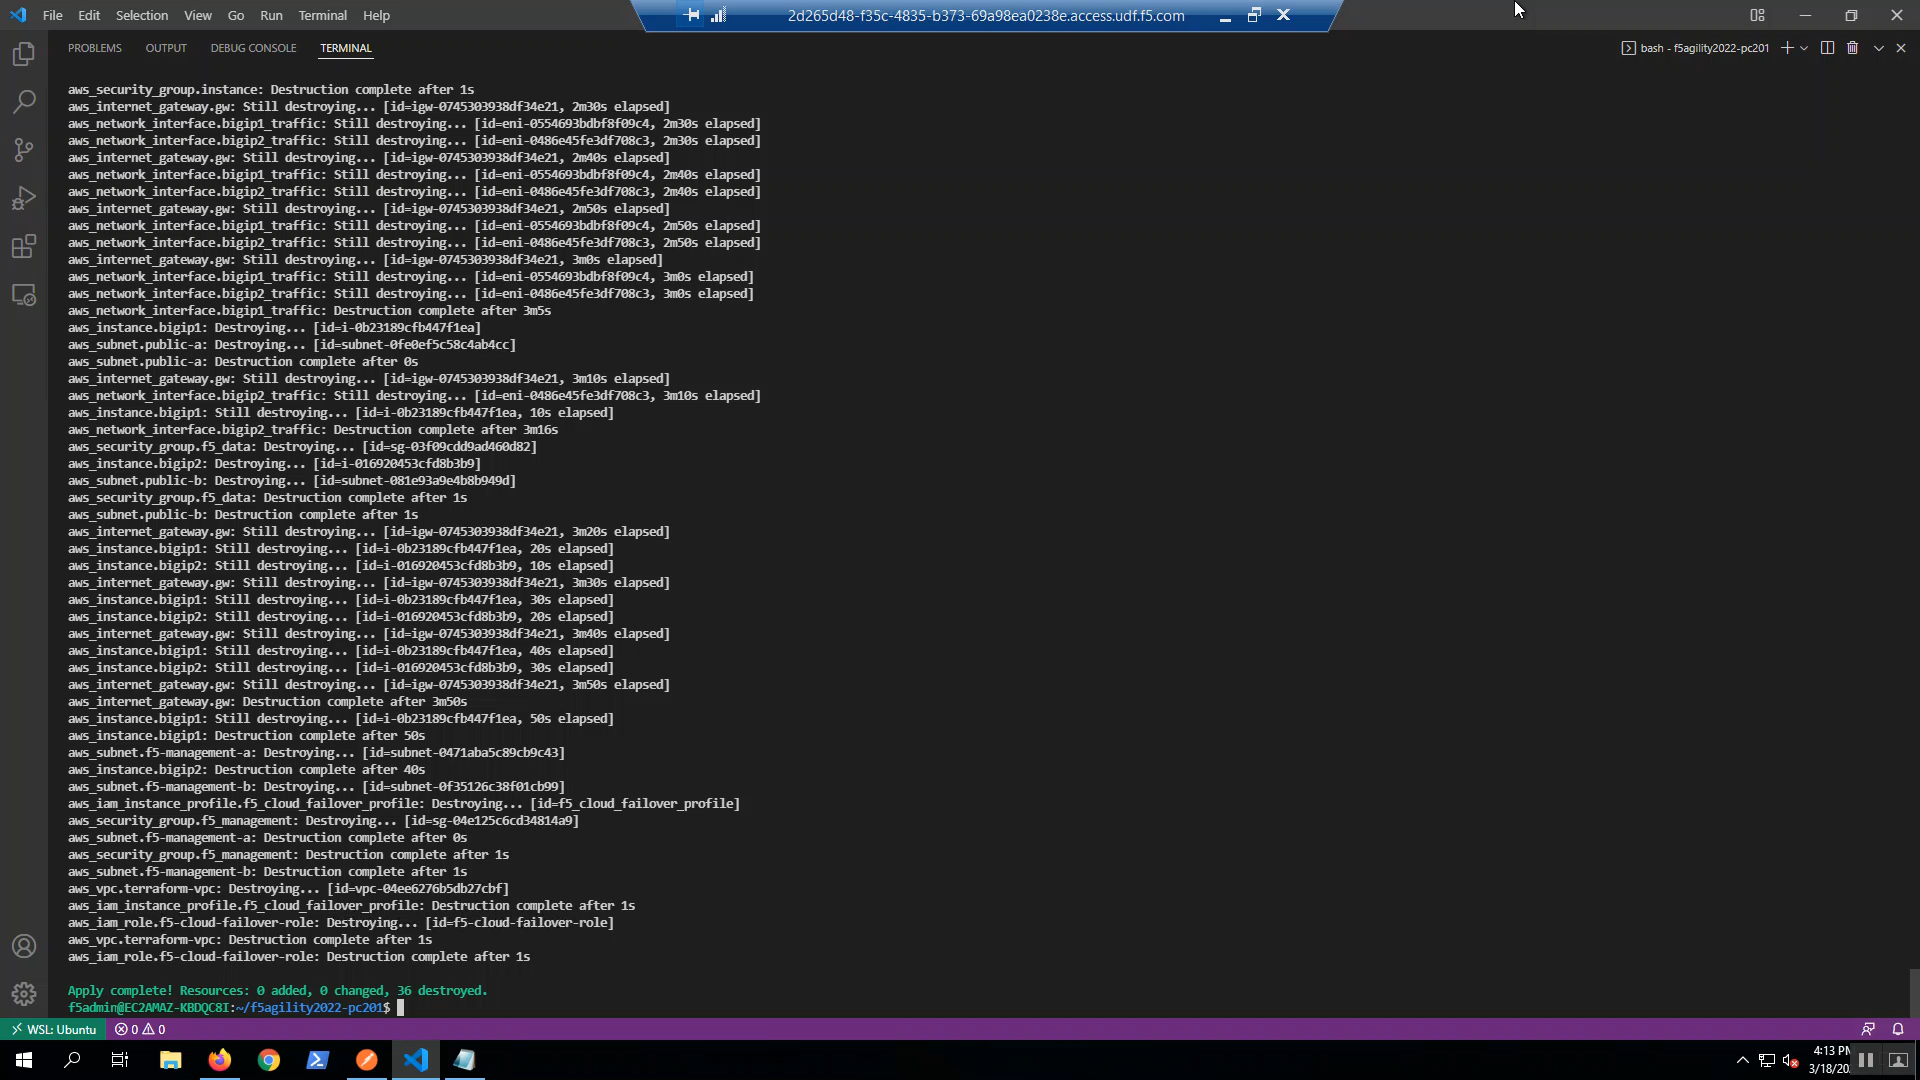 File Edit Selection View Go Run Terminal Help
2d265d48-f35c-4835-b373-69a98ea0238e.access.udf.f5.com
PROBLEMS OUTPUT DEBUG CONSOLE TERMINAL
bash - f5agility2022-pc201
aws_security_group.instance: Destruction complete after 1s
aws_internet_gateway.gw: Still destroying... [id=igw-0745303938df34e21, 2m30s elapsed]
aws_network_interface.bigip1_traffic: Still destroying... [id=eni-0554693bdbf8f09c4, 2m30s elapsed]
aws_network_interface.bigip2_traffic: Still destroying... [id=eni-0486e45fe3df708c3, 2m30s elapsed]
aws_internet_gateway.gw: Still destroying... [id=igw-0745303938df34e21, 2m40s elapsed]
aws_network_interface.bigip1_traffic: Still destroying... [id=eni-0554693bdbf8f09c4, 2m40s elapsed]
aws_network_interface.bigip2_traffic: Still destroying... [id=eni-0486e45fe3df708c3, 2m40s elapsed]
aws_internet_gateway.gw: Still destroying... [id=igw-0745303938df34e21, 2m50s elapsed]
aws_network_interface.bigip1_traffic: Still destroying... [id=eni-0554693bdbf8f09c4, 2m50s elapsed]
aws_network_interface.bigip2_traffic: Still destroying... [id=eni-0486e45fe3df708c3, 2m50s elapsed]
aws_internet_gateway.gw: Still destroying... [id=igw-0745303938df34e21, 3m0s elapsed]
aws_network_interface.bigip1_traffic: Still destroying... [id=eni-0554693bdbf8f09c4, 3m0s elapsed]
aws_network_interface.bigip2_traffic: Still destroying... [id=eni-0486e45fe3df708c3, 3m0s elapsed]
aws_network_interface.bigip1_traffic: Destruction complete after 3m5s
aws_instance.bigip1: Destroying... [id=i-0b23189cfb447f1ea]
aws_subnet.public-a: Destroying... [id=subnet-0fe0ef5c58c4ab4cc]
aws_subnet.public-a: Destruction complete after 0s
aws_internet_gateway.gw: Still destroying... [id=igw-0745303938df34e21, 3m10s elapsed]
aws_network_interface.bigip2_traffic: Still destroying... [id=eni-0486e45fe3df708c3, 3m10s elapsed]
aws_instance.bigip1: Still destroying... [id=i-0b23189cfb447f1ea, 10s elapsed]
aws_network_interface.bigip2_traffic: Destruction complete after 3m16s
aws_security_group.f5_data: Destroying... [id=sg-03f09cdd9ad460d82]
aws_instance.bigip2: Destroying... [id=i-016920453cfd8b3b9]
aws_subnet.public-b: Destroying... [id=subnet-081e93a9e4b8b949d]
aws_security_group.f5_data: Destruction complete after 1s
aws_subnet.public-b: Destruction complete after 1s
aws_internet_gateway.gw: Still destroying... [id=igw-0745303938df34e21, 3m20s elapsed]
aws_instance.bigip1: Still destroying... [id=i-0b23189cfb447f1ea, 20s elapsed]
aws_instance.bigip2: Still destroying... [id=i-016920453cfd8b3b9, 10s elapsed]
aws_internet_gateway.gw: Still destroying... [id=igw-0745303938df34e21, 3m30s elapsed]
aws_instance.bigip1: Still destroying... [id=i-0b23189cfb447f1ea, 30s elapsed]
aws_instance.bigip2: Still destroying... [id=i-016920453cfd8b3b9, 20s elapsed]
aws_internet_gateway.gw: Still destroying... [id=igw-0745303938df34e21, 3m40s elapsed]
aws_instance.bigip1: Still destroying... [id=i-0b23189cfb447f1ea, 40s elapsed]
aws_instance.bigip2: Still destroying... [id=i-016920453cfd8b3b9, 30s elapsed]
aws_internet_gateway.gw: Still destroying... [id=igw-0745303938df34e21, 3m50s elapsed]
aws_internet_gateway.gw: Destruction complete after 3m50s
aws_instance.bigip1: Still destroying... [id=i-0b23189cfb447f1ea, 50s elapsed]
aws_instance.bigip1: Destruction complete after 50s
aws_subnet.f5-management-a: Destroying... [id=subnet-0471aba5c89cb9c43]
aws_instance.bigip2: Destruction complete after 40s
aws_subnet.f5-management-b: Destroying... [id=subnet-0f35126c38f01cb99]
aws_iam_instance_profile.f5_cloud_failover_profile: Destroying... [id=f5_cloud_failover_profile]
aws_security_group.f5_management: Destroying... [id=sg-04e125c6cd34814a9]
aws_subnet.f5-management-a: Destruction complete after 0s
aws_security_group.f5_management: Destruction complete after 1s
aws_subnet.f5-management-b: Destruction complete after 1s
aws_vpc.terraform-vpc: Destroying... [id=vpc-04ee6276b5db27cbf]
aws_iam_instance_profile.f5_cloud_failover_profile: Destruction complete after 1s
aws_iam_role.f5-cloud-failover-role: Destroying... [id=f5-cloud-failover-role]
aws_vpc.terraform-vpc: Destruction complete after 1s
aws_iam_role.f5-cloud-failover-role: Destruction complete after 1s
Apply complete! Resources: 0 added, 0 changed, 36 destroyed.
f5admin@EC2AMAZ-KBDQC8I:~/f5agility2022-pc201$
WSL: Ubuntu 0 0
4:13 PM
3/18/20